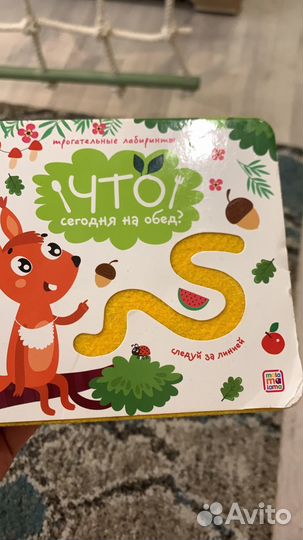 трогательные лабиринты
ЧТО
сегодня на обед?
следуй за линией
mala
ma
lama
Avito